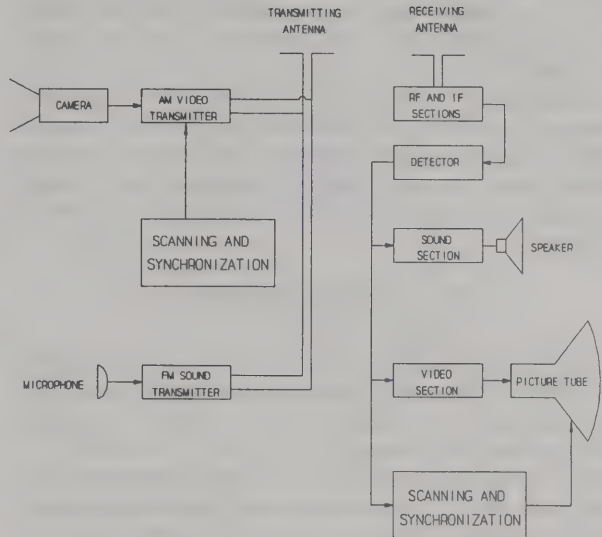 TRANSMITTING
ANTENNA
CAMERA
AM VIDEO
TRANSMITTER
SCANNING AND
SYNCHRONIZATION
MICROPHONE
FM SOUND
TRANSMITTER
RECEIVING
ANTENNA
RF AND IF
SECTIONS
DETECTOR
SOUND
SECTION
SPEAKER
VIDEO
SECTION
PICTURE TUBE
SCANNING AND
SYNCHRONIZATION